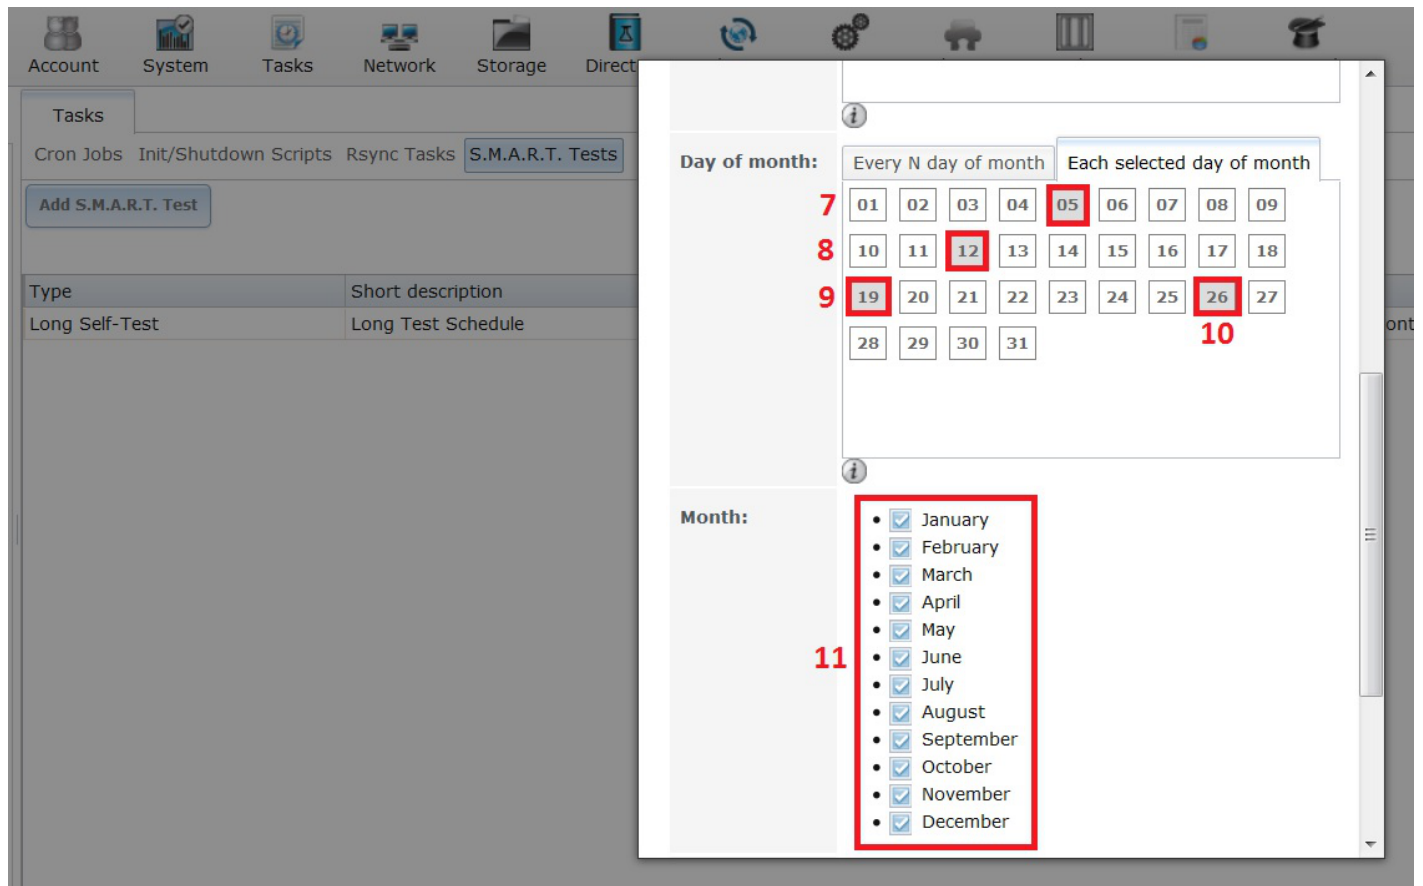 Account System Tasks Network Storage Direct
Tasks
Cron Jobs Init/Shutdown Scripts Rsync Tasks S.M.A.R.T. Tests
Add S.M.A.R.T. Test
Type Short description
Long Self-Test Long Test Schedule ont
i
Day of month: Every N day of month Each selected day of month
7 01 02 03 04 05 06 07 08 09
8 10 11 12 13 14 15 16 17 18
9 19 20 21 22 23 24 25 26 27
10
28 29 30 31
i
Month:
January
February
March
April
May
11 June
July
August
September
October
November
December